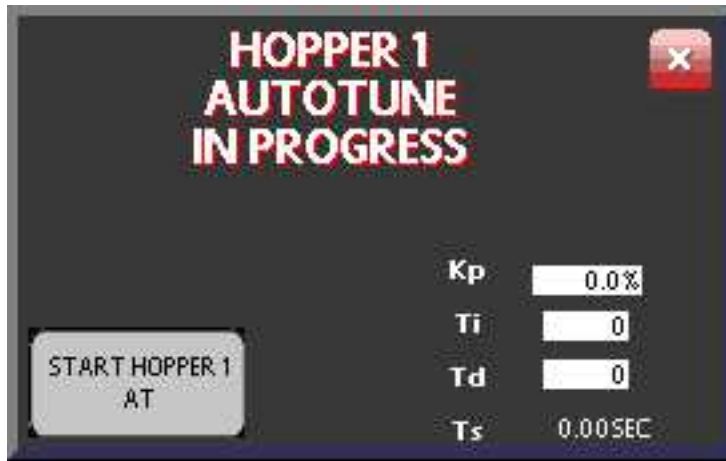 HOPPER 1
AUTOTUNE
IN PROGRESS
Kp 0.0%
Ti 0
START HOPPER 1
AT
Td 0
Ts 0.00SEC